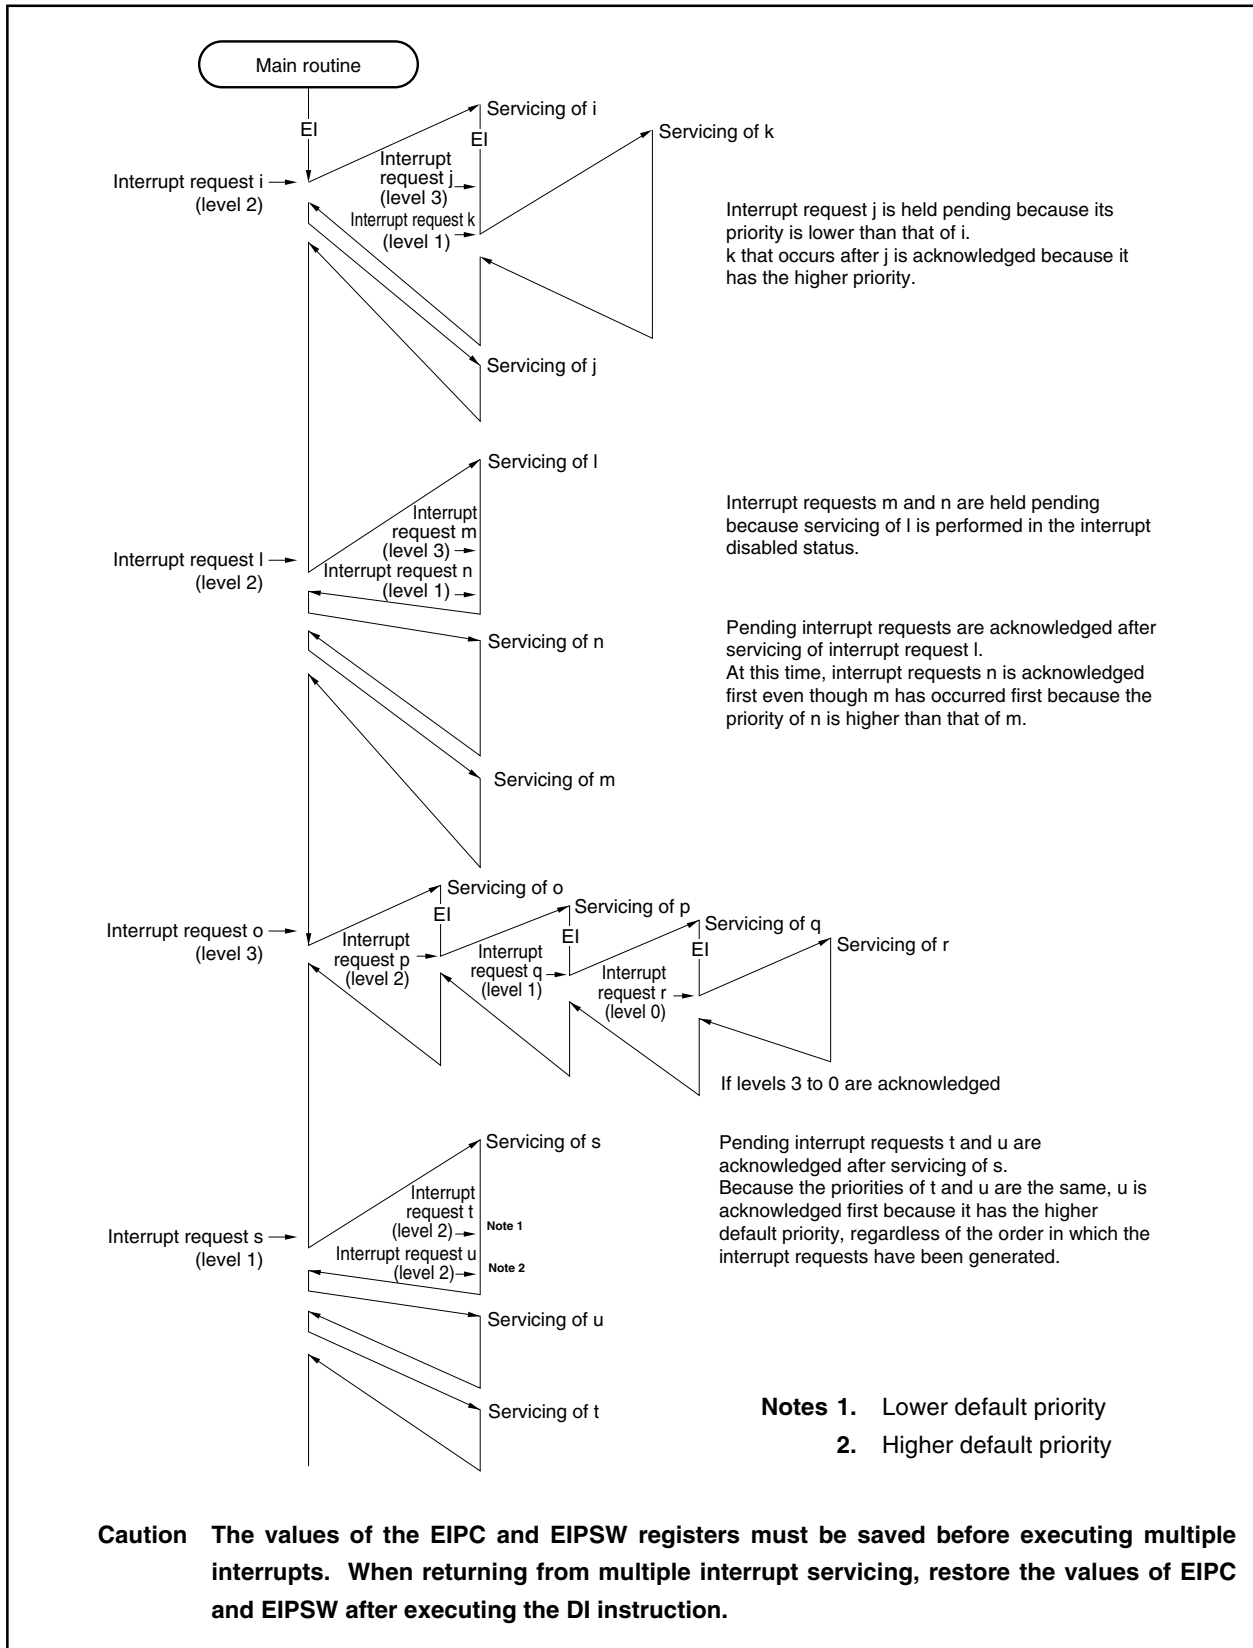 Main routine
EI
Servicing of i
EI
Servicing of k
Interrupt request i
(level 2)
Interrupt
request j
(level 3)
Interrupt request k
(level 1)
Interrupt request j is held pending because its
priority is lower than that of i.
k that occurs after j is acknowledged because it
has the higher priority.
Servicing of j
Servicing of l
Interrupt request l
(level 2)
Interrupt
request m
(level 3)
Interrupt request n
(level 1)
Interrupt requests m and n are held pending
because servicing of l is performed in the interrupt
disabled status.
Servicing of n
Pending interrupt requests are acknowledged after
servicing of interrupt request l.
At this time, interrupt requests n is acknowledged
first even though m has occurred first because the
priority of n is higher than that of m.
Servicing of m
Interrupt request o
(level 3)
Servicing of o
EI
Interrupt
request p
(level 2)
Servicing of p
EI
Interrupt
request q
(level 1)
Servicing of q
EI
Interrupt
request r
(level 0)
Servicing of r
If levels 3 to 0 are acknowledged
Servicing of s
Interrupt request s
(level 1)
Interrupt
request t
(level 2)
Note 1
Interrupt request u
(level 2)
Note 2
Pending interrupt requests t and u are
acknowledged after servicing of s.
Because the priorities of t and u are the same, u is
acknowledged first because it has the higher
default priority, regardless of the order in which the
interrupt requests have been generated.
Servicing of u
Servicing of t
Notes 1. Lower default priority
2. Higher default priority
Caution The values of the EIPC and EIPSW registers must be saved before executing multiple
interrupts. When returning from multiple interrupt servicing, restore the values of EIPC
and EIPSW after executing the DI instruction.